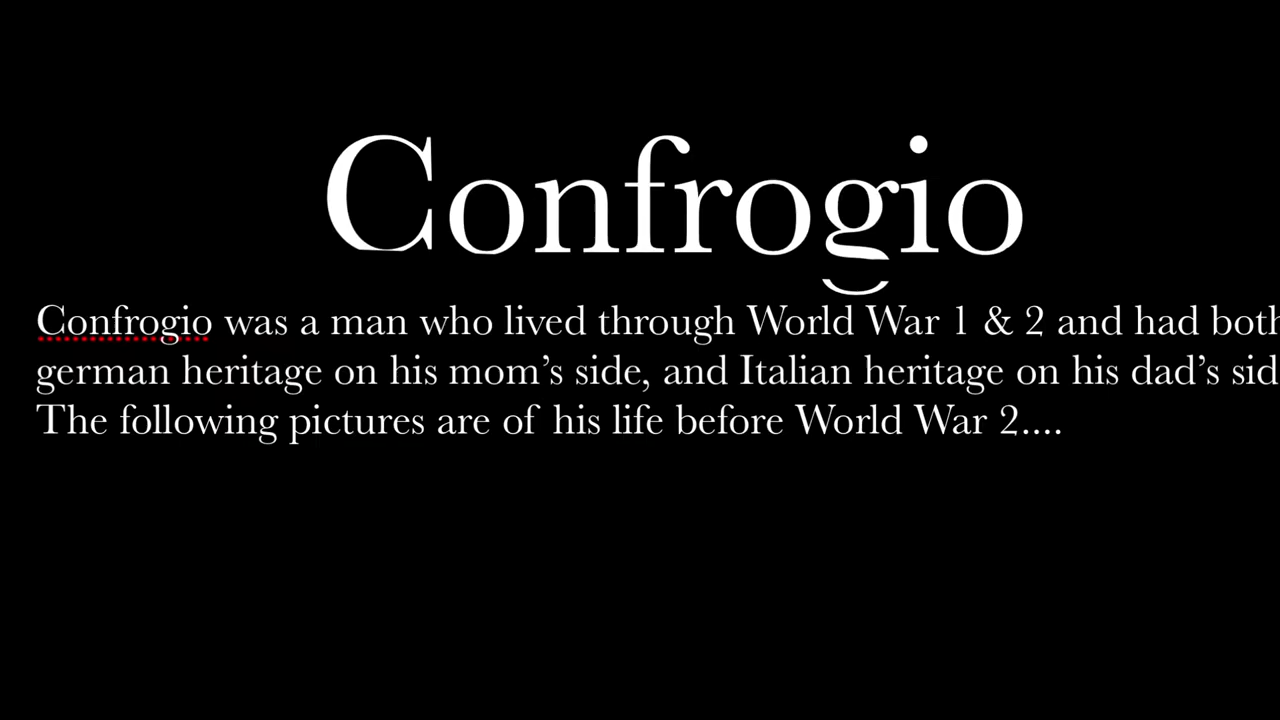 Confrogio
Confrogio was a man who lived through World War 1 & 2 and had both
german heritage on his mom’s side, and Italian heritage on his dad’s sid
The following pictures are of his life before World War 2....